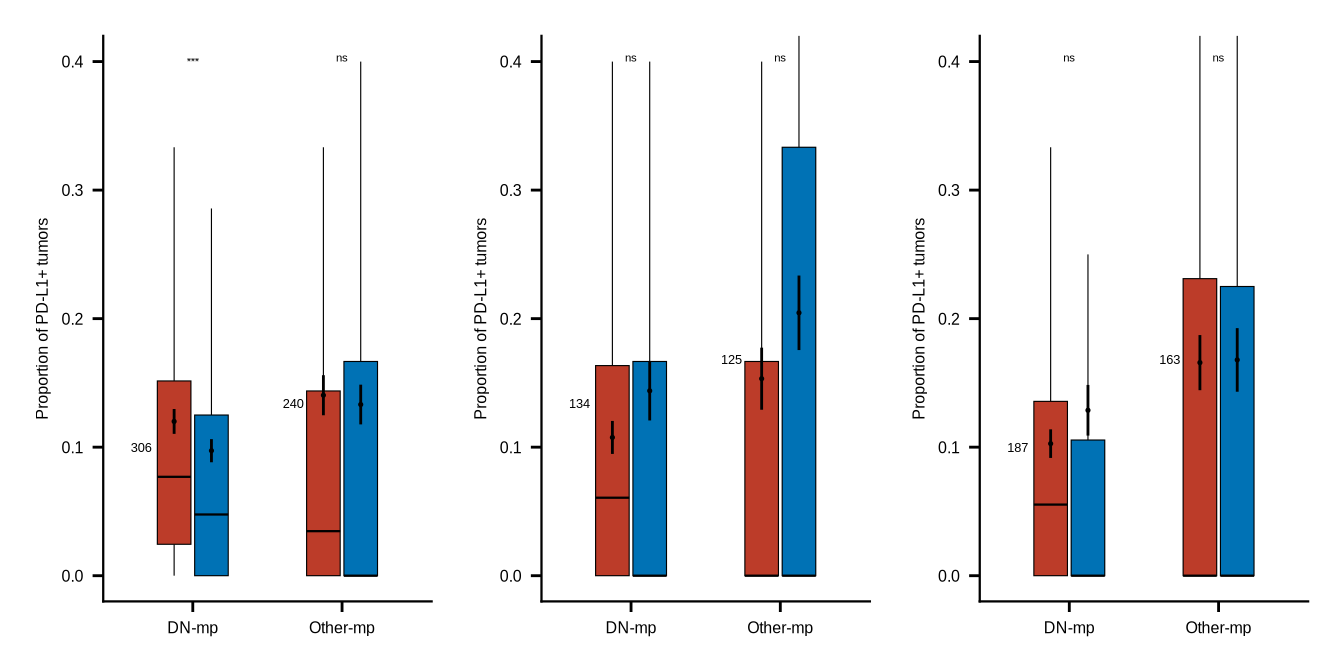 Proportion of PD-L1+ tumors
0.4
0.3
0.2
0.1
0.0
***
ns
306
240
DN-mp
Other-mp
Proportion of PD-L1+ tumors
0.4
0.3
0.2
0.1
0.0
ns
ns
134
125
DN-mp
Other-mp
Proportion of PD-L1+ tumors
0.4
0.3
0.2
0.1
0.0
ns
ns
187
163
DN-mp
Other-mp